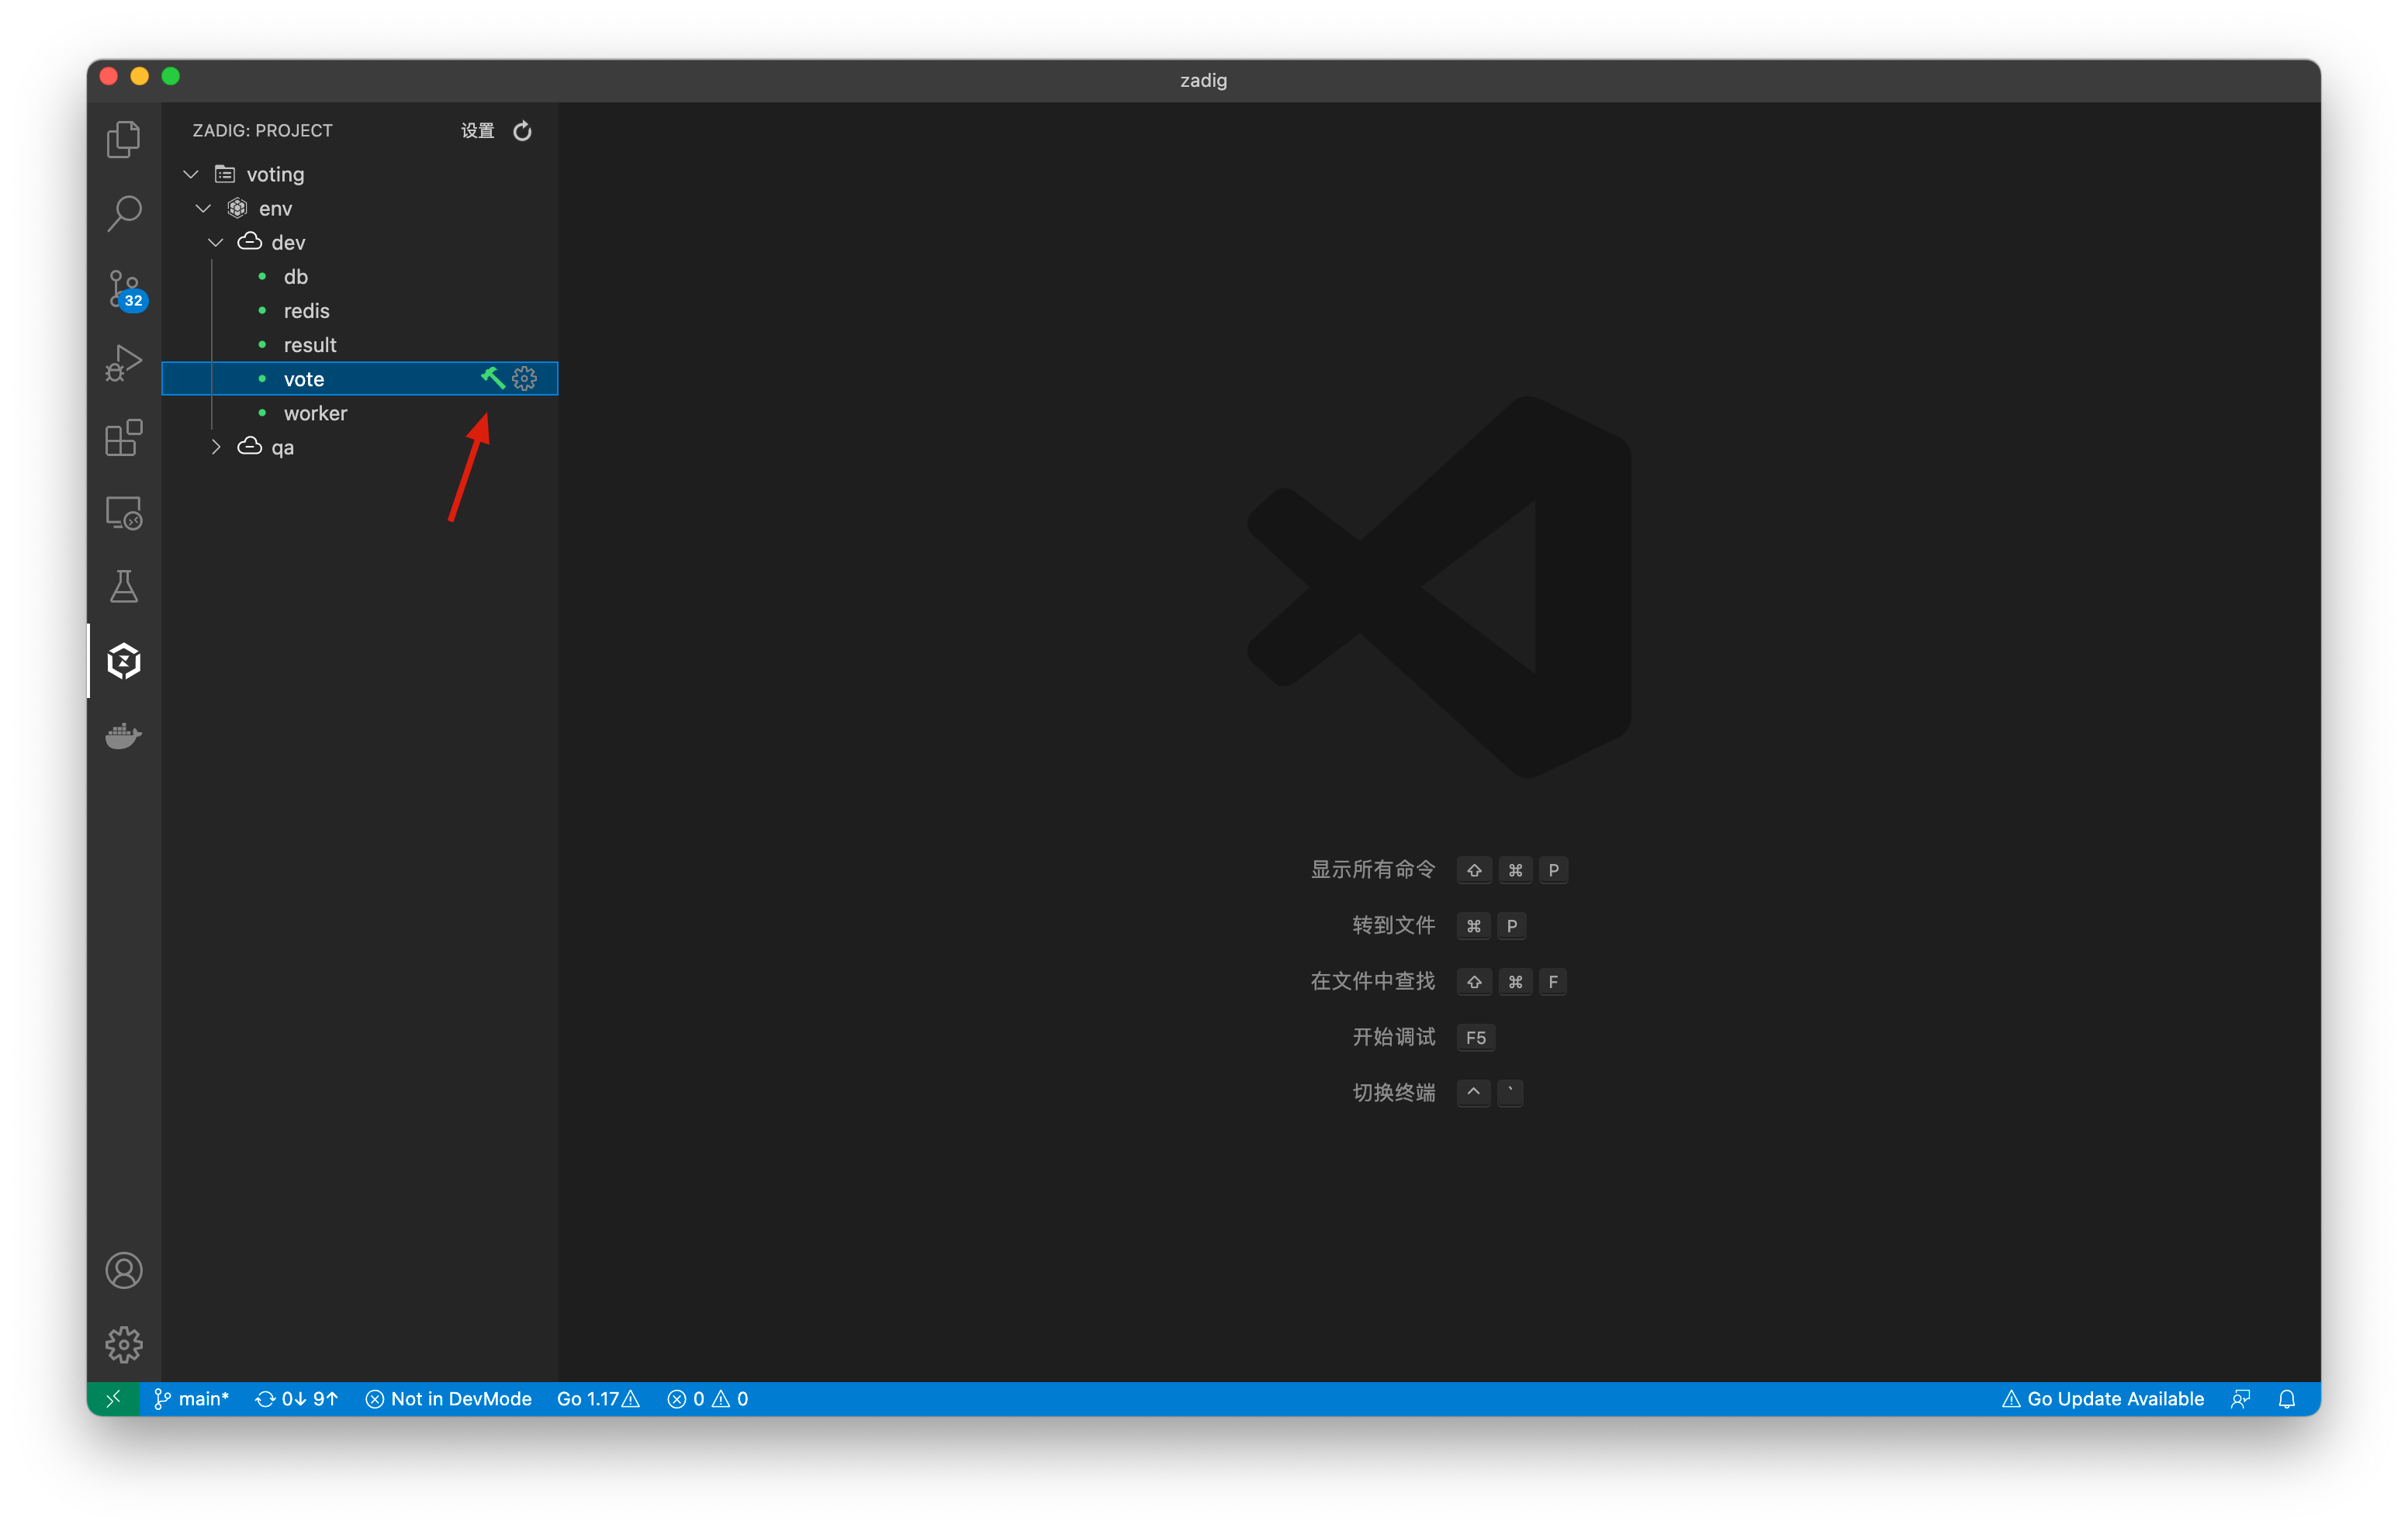 zadig
ZADIG: PROJECT 设置
voting
env
dev
db
redis
result
vote
worker
qa
32
显示所有命令 ⇧ ⌘ P
转到文件 ⌘ P
在文件中查找 ⇧ ⌘ F
开始调试 F5
切换终端 ^ `
main* 0↓ 9↑ Not in DevMode Go 1.17 0 0 Go Update Available